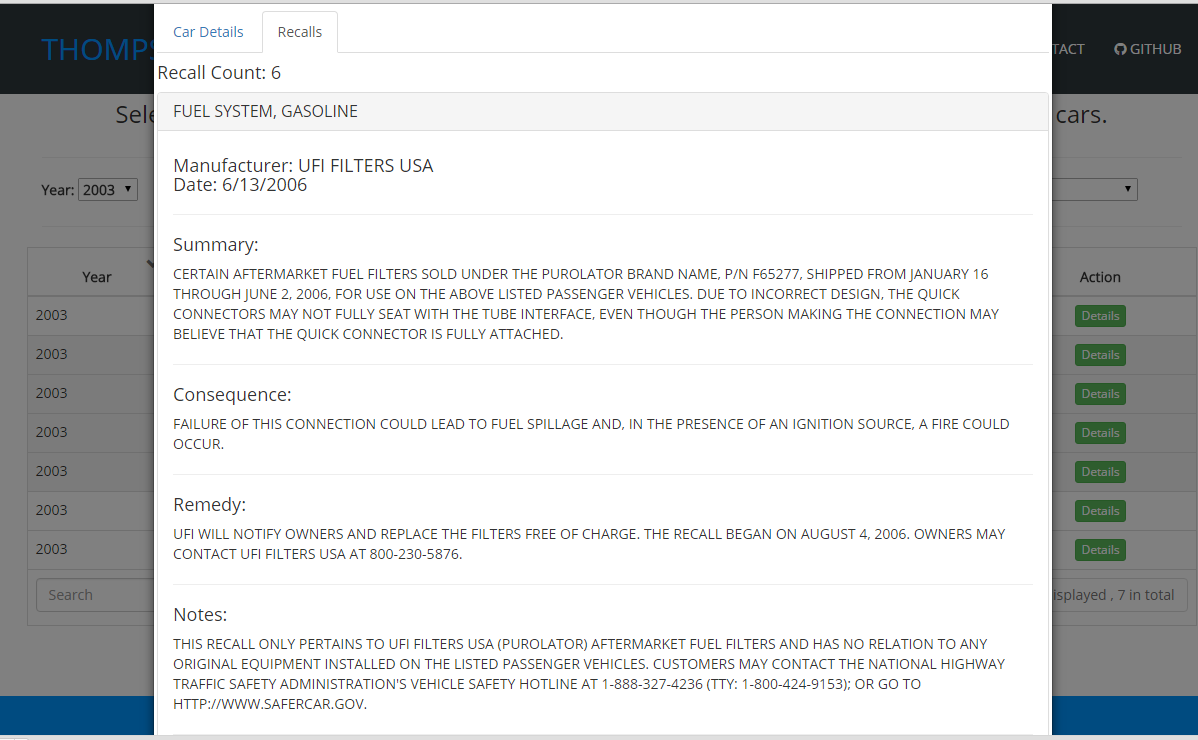 Car Details
Recalls
THOMPS
TACT
GITHUB
Recall Count: 6
FUEL SYSTEM, GASOLINE
Sele
cars.
Manufacturer: UFI FILTERS USA
Date: 6/13/2006
Year: 2003
Summary:
CERTAIN AFTERMARKET FUEL FILTERS SOLD UNDER THE PUROLATOR BRAND NAME, P/N F65277, SHIPPED FROM JANUARY 16
THROUGH JUNE 2, 2006, FOR USE ON THE ABOVE LISTED PASSENGER VEHICLES. DUE TO INCORRECT DESIGN, THE QUICK
CONNECTORS MAY NOT FULLY SEAT WITH THE TUBE INTERFACE, EVEN THOUGH THE PERSON MAKING THE CONNECTION MAY
BELIEVE THAT THE QUICK CONNECTOR IS FULLY ATTACHED.
Consequence:
FAILURE OF THIS CONNECTION COULD LEAD TO FUEL SPILLAGE AND, IN THE PRESENCE OF AN IGNITION SOURCE, A FIRE COULD
OCCUR.
Remedy:
UFI WILL NOTIFY OWNERS AND REPLACE THE FILTERS FREE OF CHARGE. THE RECALL BEGAN ON AUGUST 4, 2006. OWNERS MAY
CONTACT UFI FILTERS USA AT 800-230-5876.
Notes:
THIS RECALL ONLY PERTAINS TO UFI FILTERS USA (PUROLATOR) AFTERMARKET FUEL FILTERS AND HAS NO RELATION TO ANY
ORIGINAL EQUIPMENT INSTALLED ON THE LISTED PASSENGER VEHICLES. CUSTOMERS MAY CONTACT THE NATIONAL HIGHWAY
TRAFFIC SAFETY ADMINISTRATION'S VEHICLE SAFETY HOTLINE AT 1-888-327-4236 (TTY: 1-800-424-9153); OR GO TO
HTTP://WWW.SAFERCAR.GOV.
Year
Action
2003
Details
2003
Details
2003
Details
2003
Details
2003
Details
2003
Details
2003
Details
Search
isplayed , 7 in total